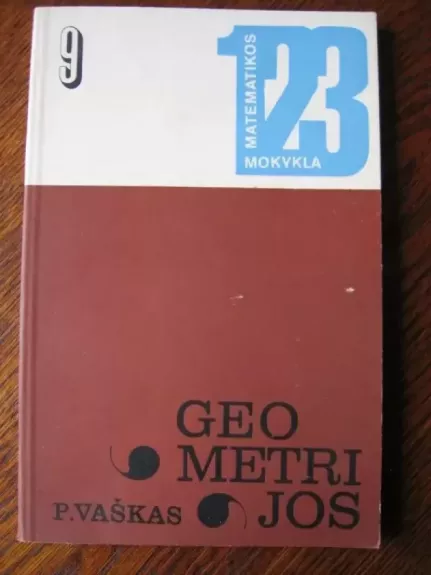 9
123
MATEMATIKOS
MOKYKLA
GEO
METRI
P.VAŠKAS JOS